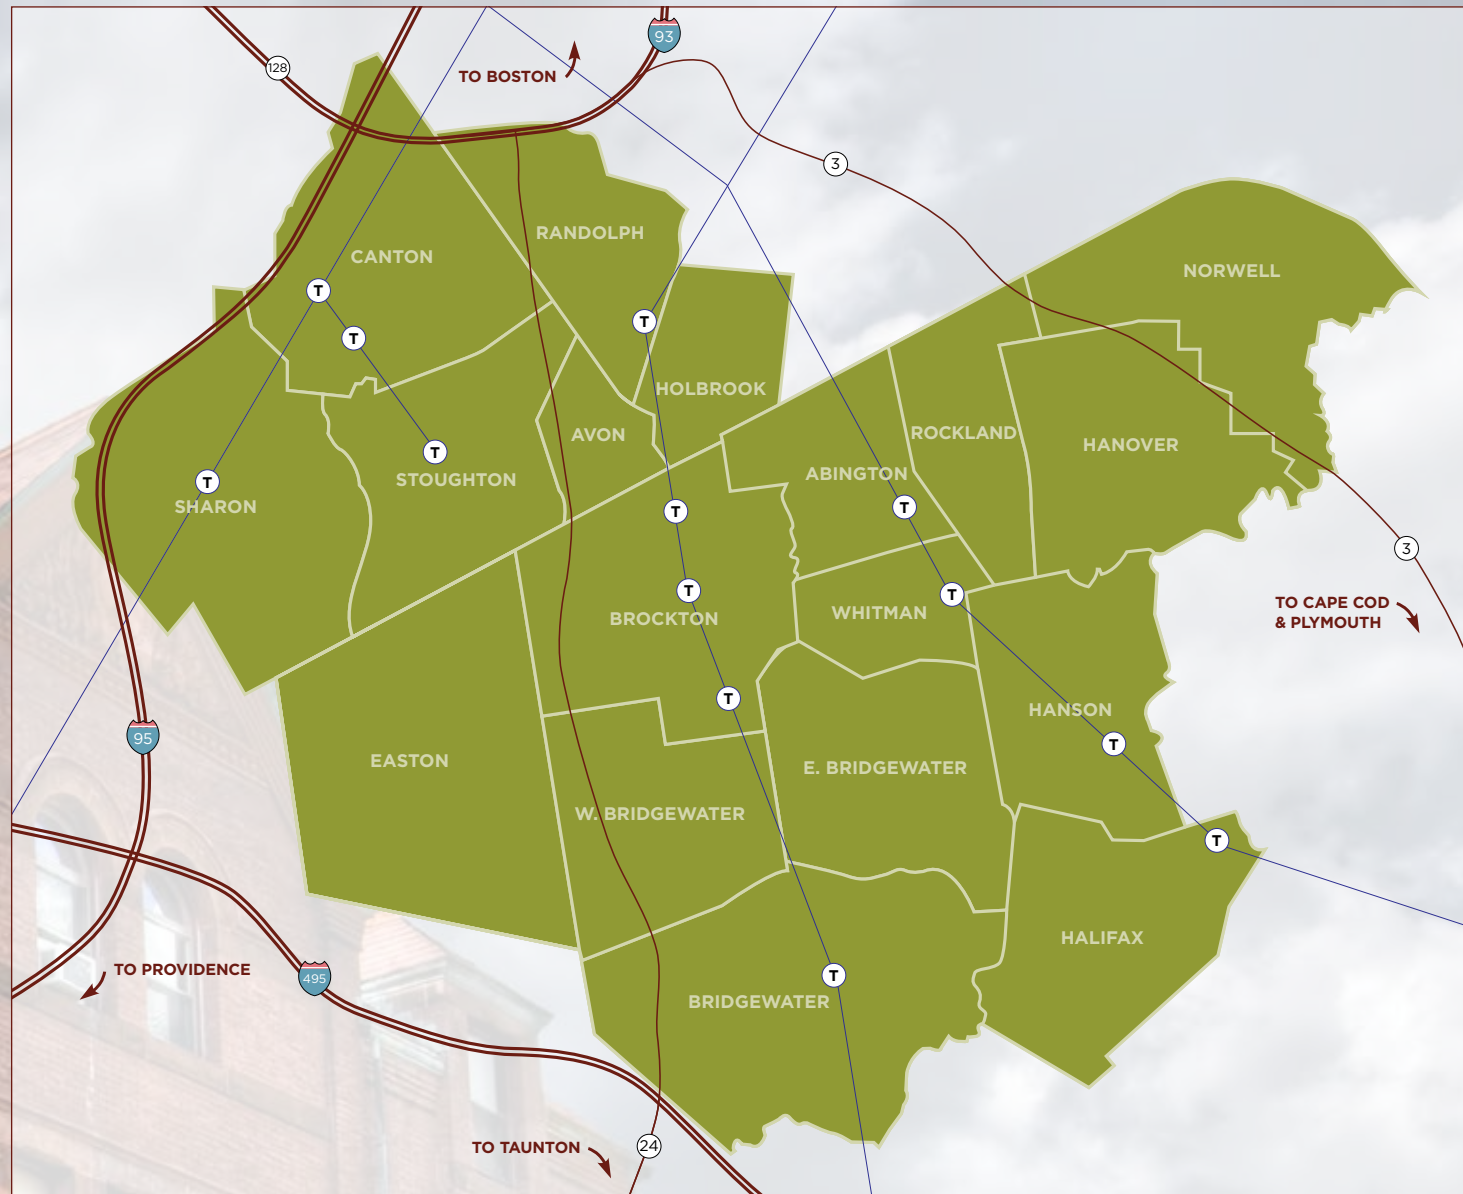 93
128
TO BOSTON
3
RANDOLPH
CANTON
NORWELL
T
T
T
HOLBROOK
ROCKLAND
AVON
HANOVER
T
STOUGHTON
ABINGTON
T
SHARON
T
T
3
T
T
TO CAPE COD
& PLYMOUTH
BROCKTON
WHITMAN
T
HANSON
95
T
EASTON
E. BRIDGEWATER
W. BRIDGEWATER
T
HALIFAX
TO PROVIDENCE
495
T
BRIDGEWATER
TO TAUNTON
24